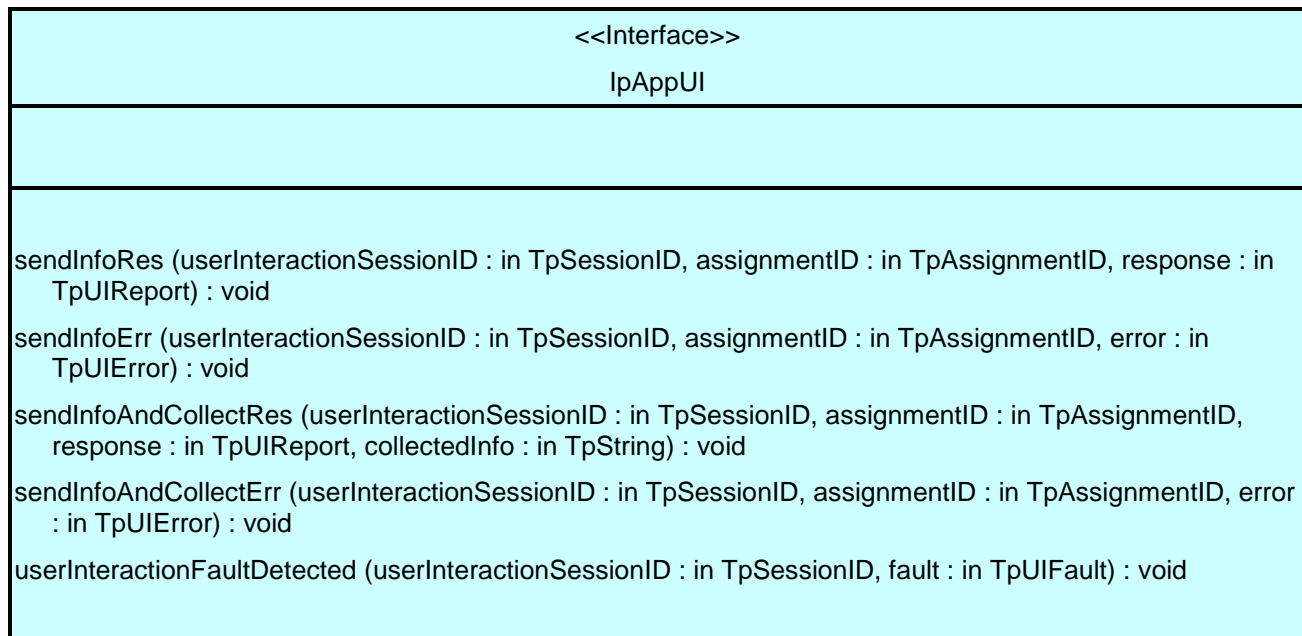 <<Interface>>
IpAppUI
sendInfoRes (userInteractionSessionID : in TpSessionID, assignmentID : in TpAssignmentID, response : in
TpUIReport) : void
sendInfoErr (userInteractionSessionID : in TpSessionID, assignmentID : in TpAssignmentID, error : in
TpUIError) : void
sendInfoAndCollectRes (userInteractionSessionID : in TpSessionID, assignmentID : in TpAssignmentID,
response : in TpUIReport, collectedInfo : in TpString) : void
sendInfoAndCollectErr (userInteractionSessionID : in TpSessionID, assignmentID : in TpAssignmentID, error
: in TpUIError) : void
userInteractionFaultDetected (userInteractionSessionID : in TpSessionID, fault : in TpUIFault) : void